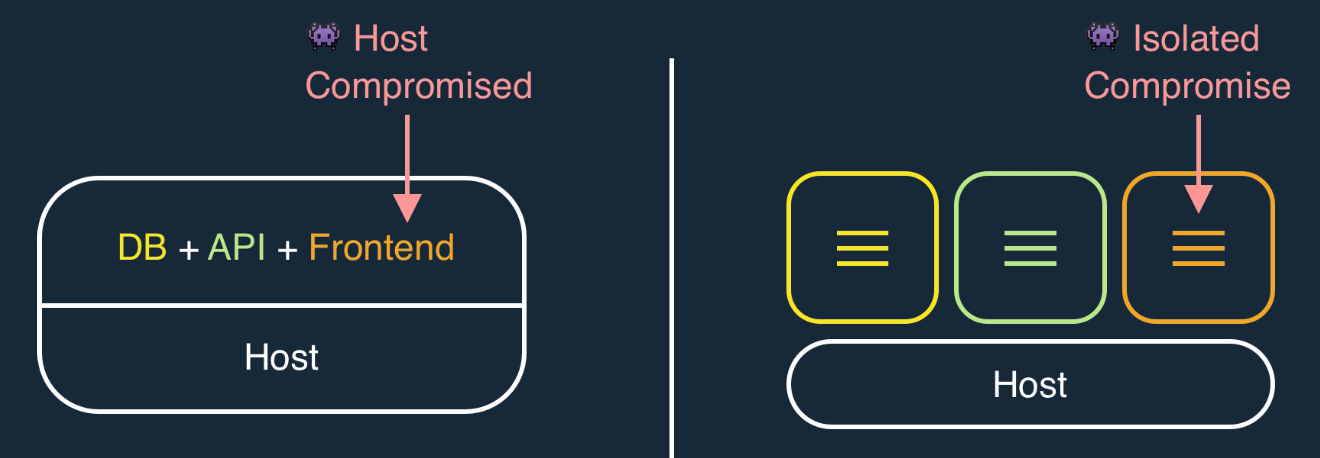 👾 Host
Compromised
DB + API + Frontend
Host
👾 Isolated
Compromise
Host